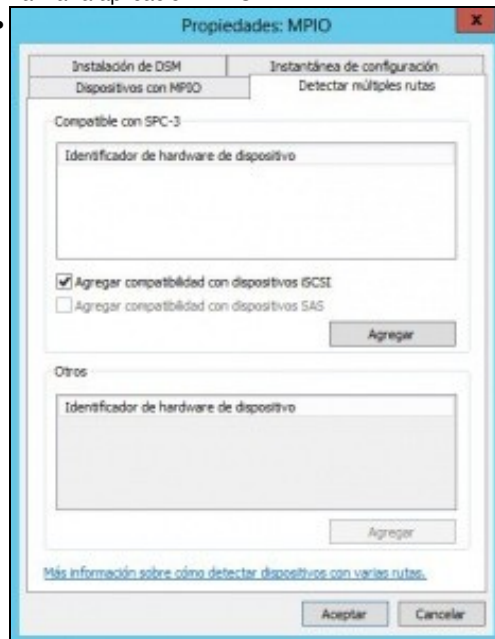 Propiedades: MPIO
x
Instalación de DSM
Instantánea de configuración
Dispositivos con MPIO
Detectar múltiples rutas
Compatible con SPC-3
Identificador de hardware de dispositivo
Agregar compatibilidad con dispositivos iSCSI
Agregar compatibilidad con dispositivos SAS
Agregar
Otros
Identificador de hardware de dispositivo
Agregar
Más información sobre cómo detectar dispositivos con varias rutas.
Aceptar
Cancelar